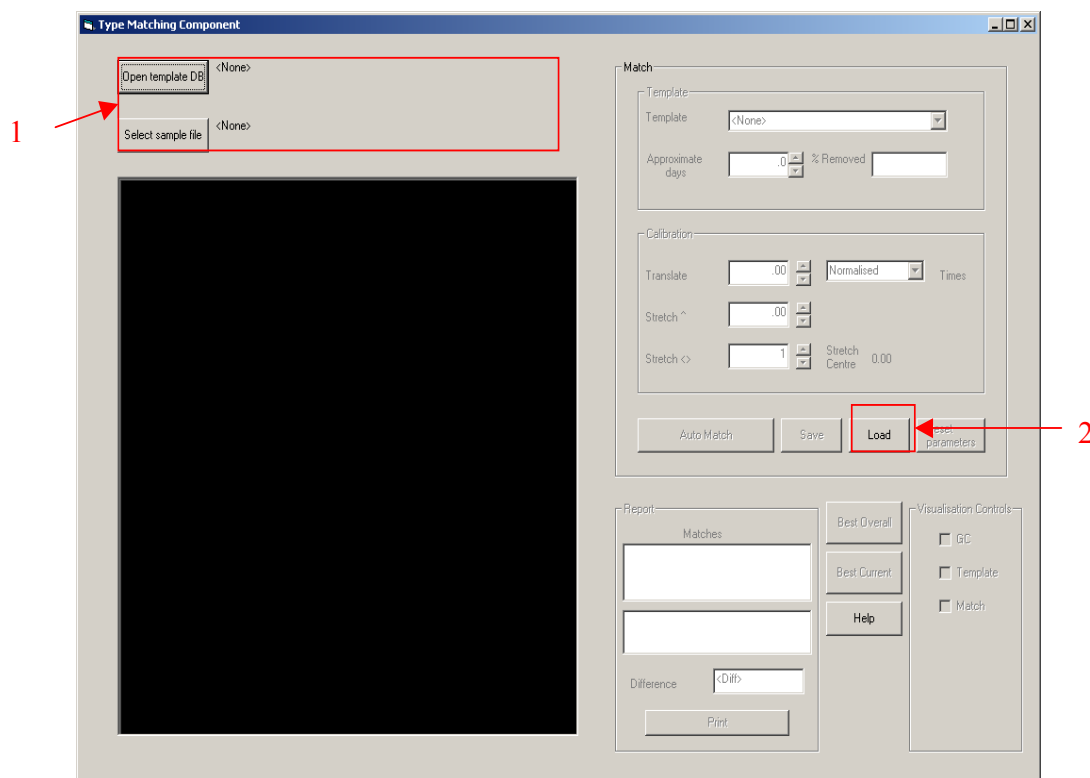 Type Matching Component
Open template DB
<None>
1
Select sample file
<None>
Match
Template
Template
<None>
Approximate
days
.0
% Removed
Calibration
Translate
.00
Normalised
Times
Stretch ^
.00
Stretch <>
1
Stretch
Centre
0.00
Auto Match
Save
Load
parameters
2
Report
Matches
Difference
<Diff>
Print
Best Overall
Best Current
Help
Visualisation Controls
GC
Template
Match